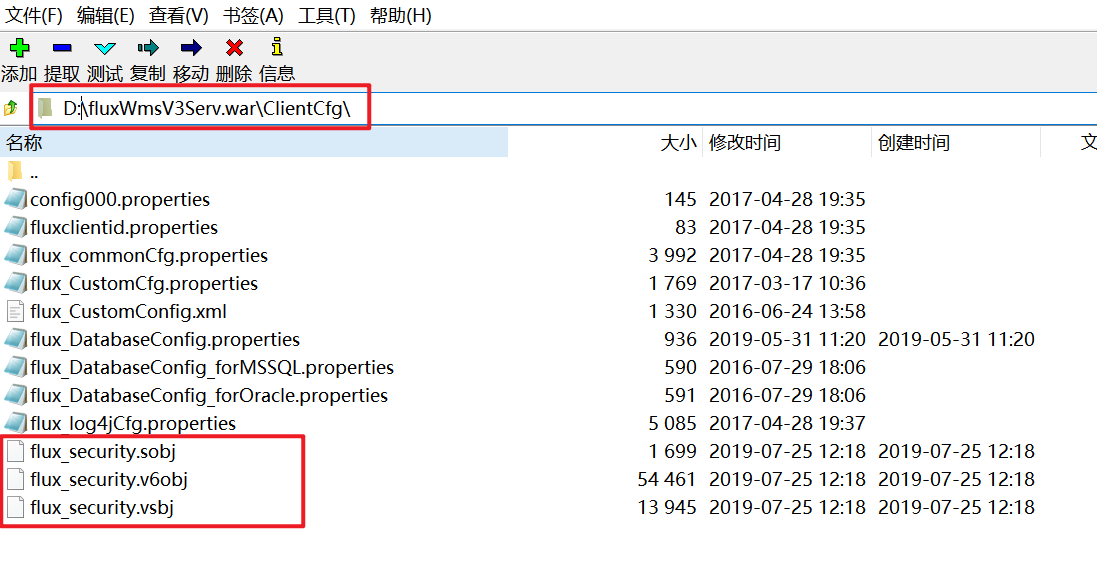 文件(F) 编辑(E) 查看(V) 书签(A) 工具(T) 帮助(H)
添加 提取 测试 复制 移动 删除 信息
D:\fluxWmsV3Serv.war\ClientCfg\
名称 大小 修改时间 创建时间 文
..
config000.properties 145 2017-04-28 19:35
fluxclientid.properties 83 2017-04-28 19:35
flux_commonCfg.properties 3 992 2017-04-28 19:35
flux_CustomCfg.properties 1 769 2017-03-17 10:36
flux_CustomConfig.xml 1 330 2016-06-24 13:58
flux_DatabaseConfig.properties 936 2019-05-31 11:20 2019-05-31 11:20
flux_DatabaseConfig_forMSSQL.properties 590 2016-07-29 18:06
flux_DatabaseConfig_forOracle.properties 591 2016-07-29 18:06
flux_log4jCfg.properties 5 085 2017-04-28 19:37
flux_security.sobj 1 699 2019-07-25 12:18 2019-07-25 12:18
flux_security.v6obj 54 461 2019-07-25 12:18 2019-07-25 12:18
flux_security.vsbj 13 945 2019-07-25 12:18 2019-07-25 12:18